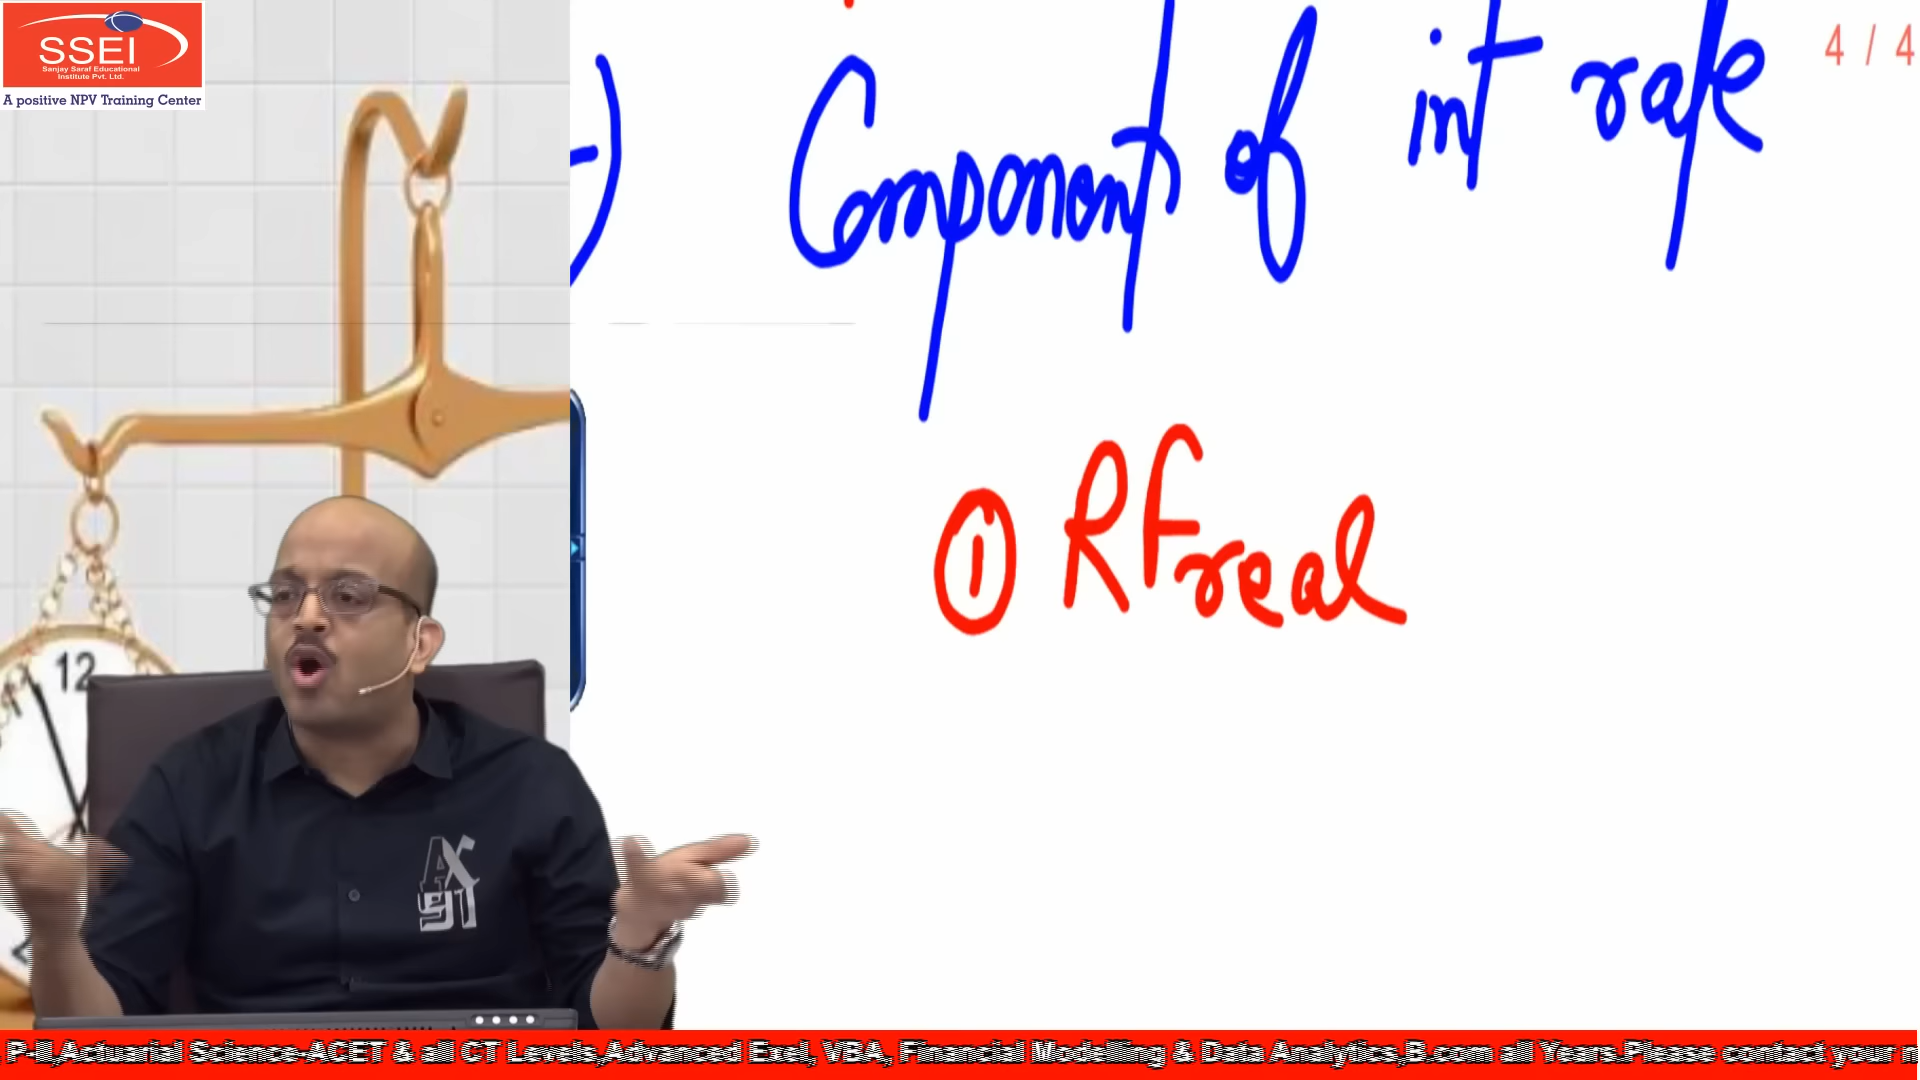 SSEI
Sanjay Saraf Educational
Institute Pvt. Ltd.
A positive NPV Training Center
4 / 4
Components of int rate
① RFreal
12
P-II,Actuarial Science-ACET & all CT Levels,Advanced Exel, VBA, Financial Modelling & Data Analytics,B.com all Years.Please contact your